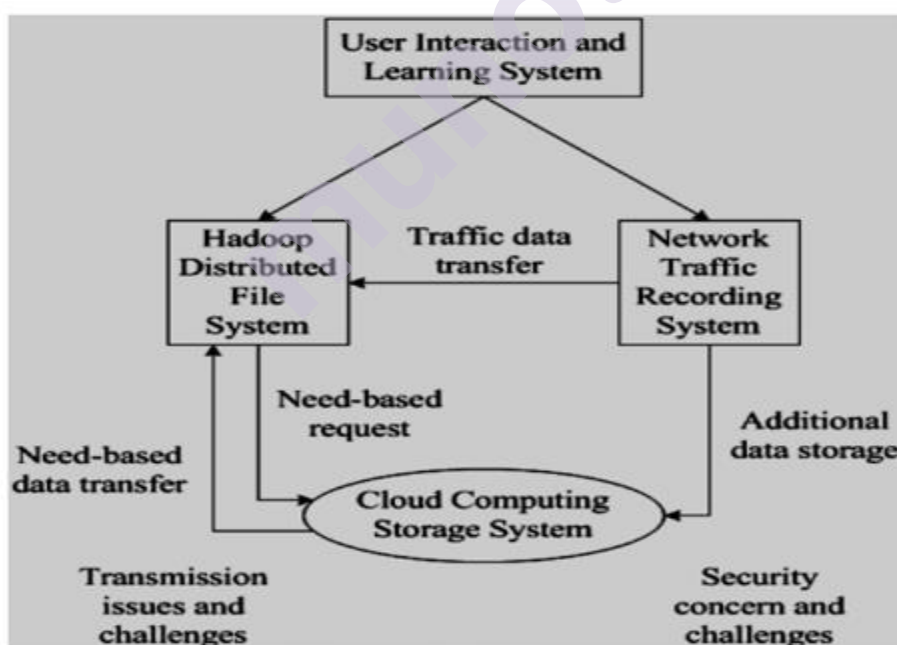 User Interaction and
Learning System
Hadoop
Distributed
File
System
Traffic data
transfer
Network
Traffic
Recording
System
Need-based
request
Need-based
data transfer
Additional
data storage
Cloud Computing
Storage System
Transmission
issues and
challenges
Security
concern and
challenges